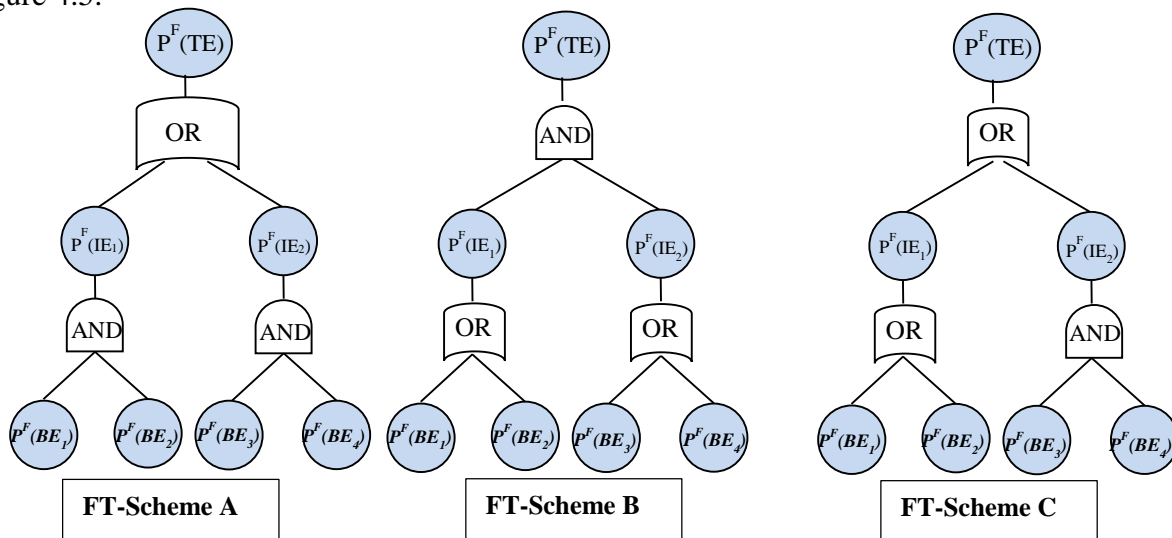 gure 4.5.
P^F(TE) P^F(TE) P^F(TE)
OR AND OR
P^F(IE1) P^F(IE2) P^F(IE1) P^F(IE2) P^F(IE1) P^F(IE2)
AND AND OR OR OR AND
P^F(BE1) P^F(BE2) P^F(BE3) P^F(BE4) P^F(BE1) P^F(BE2) P^F(BE3) P^F(BE4) P^F(BE1) P^F(BE2) P^F(BE3) P^F(BE4)
FT-Scheme A FT-Scheme B FT-Scheme C